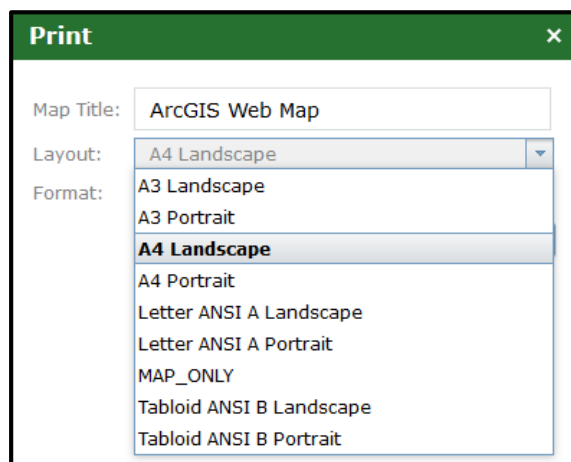 Print ×
Map Title: ArcGIS Web Map
Layout: A4 Landscape
Format:
A3 Landscape
A3 Portrait
A4 Landscape
A4 Portrait
Letter ANSI A Landscape
Letter ANSI A Portrait
MAP_ONLY
Tabloid ANSI B Landscape
Tabloid ANSI B Portrait